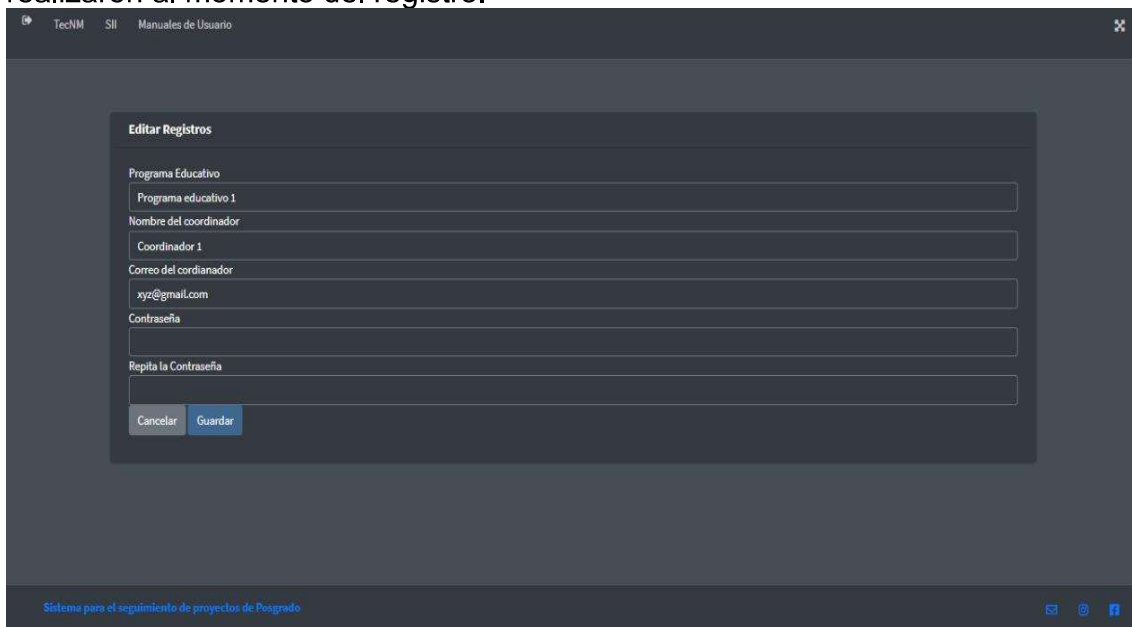 realizaron al momento del registro.
TecNM SII Manuales de Usuario
Editar Registros
Programa Educativo
Programa educativo 1
Nombre del coordinador
Coordinador 1
Correo del cordianador
xyz@gmail.com
Contraseña
Repita la Contraseña
Cancelar Guardar
Sistema para el seguimiento de proyectos de Posgrado